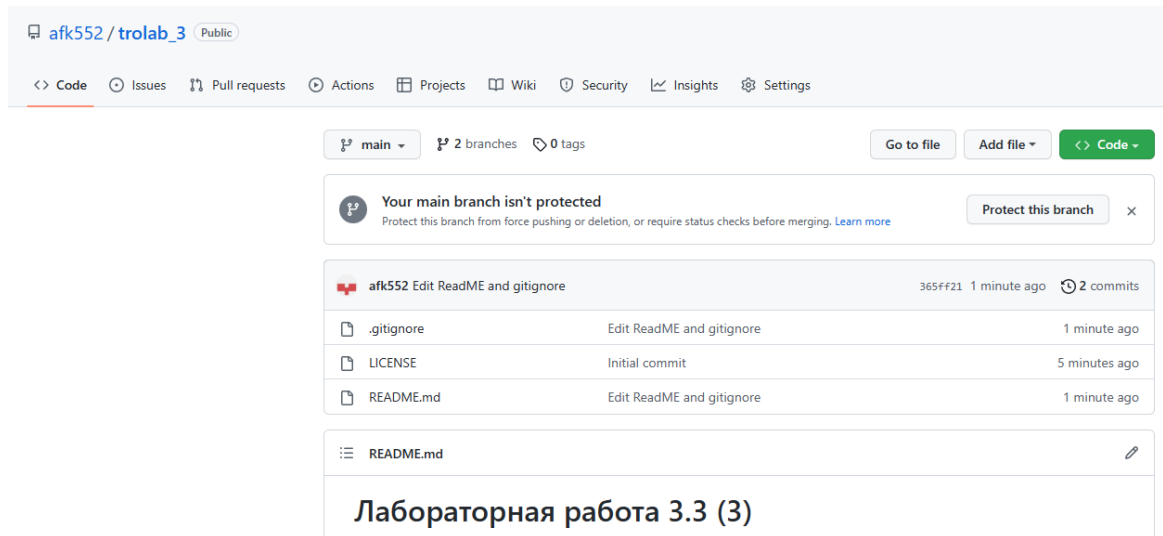 afk552 / trolab_3 Public
Code Issues Pull requests Actions Projects Wiki Security Insights Settings
main 2 branches 0 tags Go to file Add file Code
Your main branch isn't protected
Protect this branch from force pushing or deletion, or require status checks before merging. Learn more
Protect this branch
afk552 Edit ReadME and gitignore 365ff21 1 minute ago 2 commits
.gitignore Edit ReadME and gitignore 1 minute ago
LICENSE Initial commit 5 minutes ago
README.md Edit ReadME and gitignore 1 minute ago
README.md
Лабораторная работа 3.3 (3)